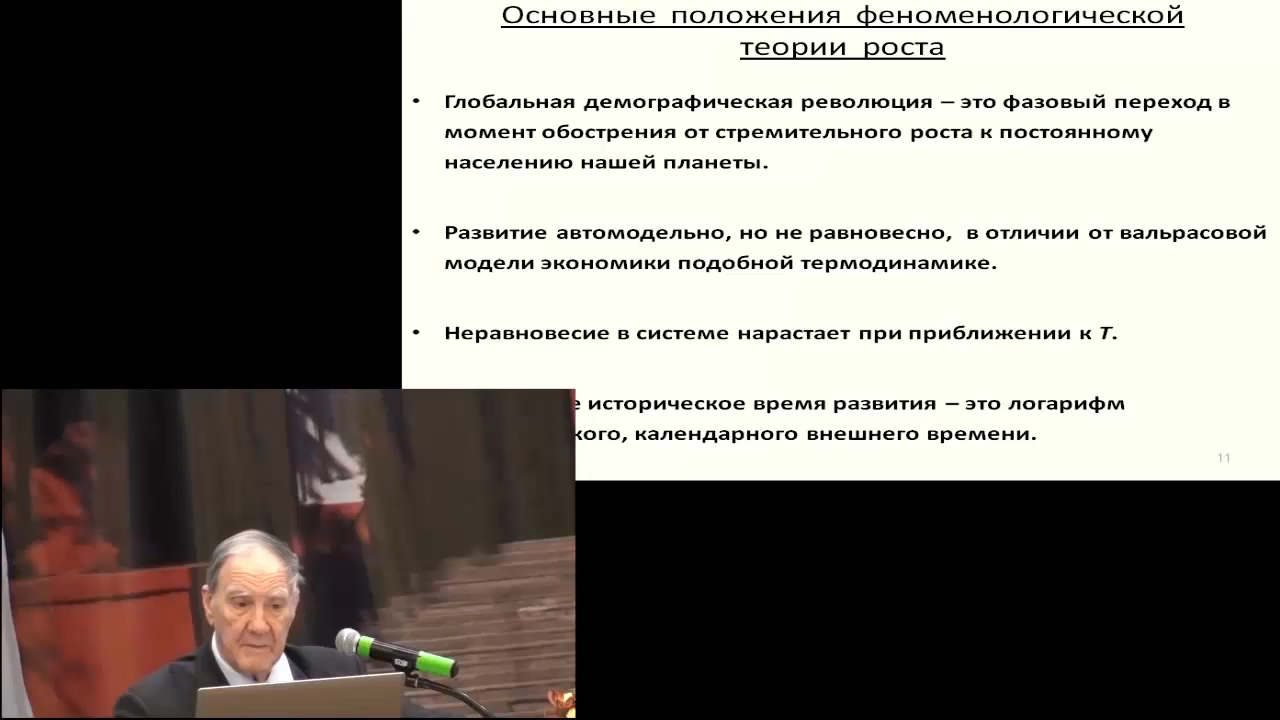 Основные положения феноменологической
теории роста
• Глобальная демографическая революция – это фазовый переход в
момент обострения от стремительного роста к постоянному
населению нашей планеты.
• Развитие автомодельно, но не равновесно, в отличии от вальрасовой
модели экономики подобной термодинамике.
• Неравновесие в системе нарастает при приближении к Т.
историческое время развития – это логарифм
календарного внешнего времени.
11